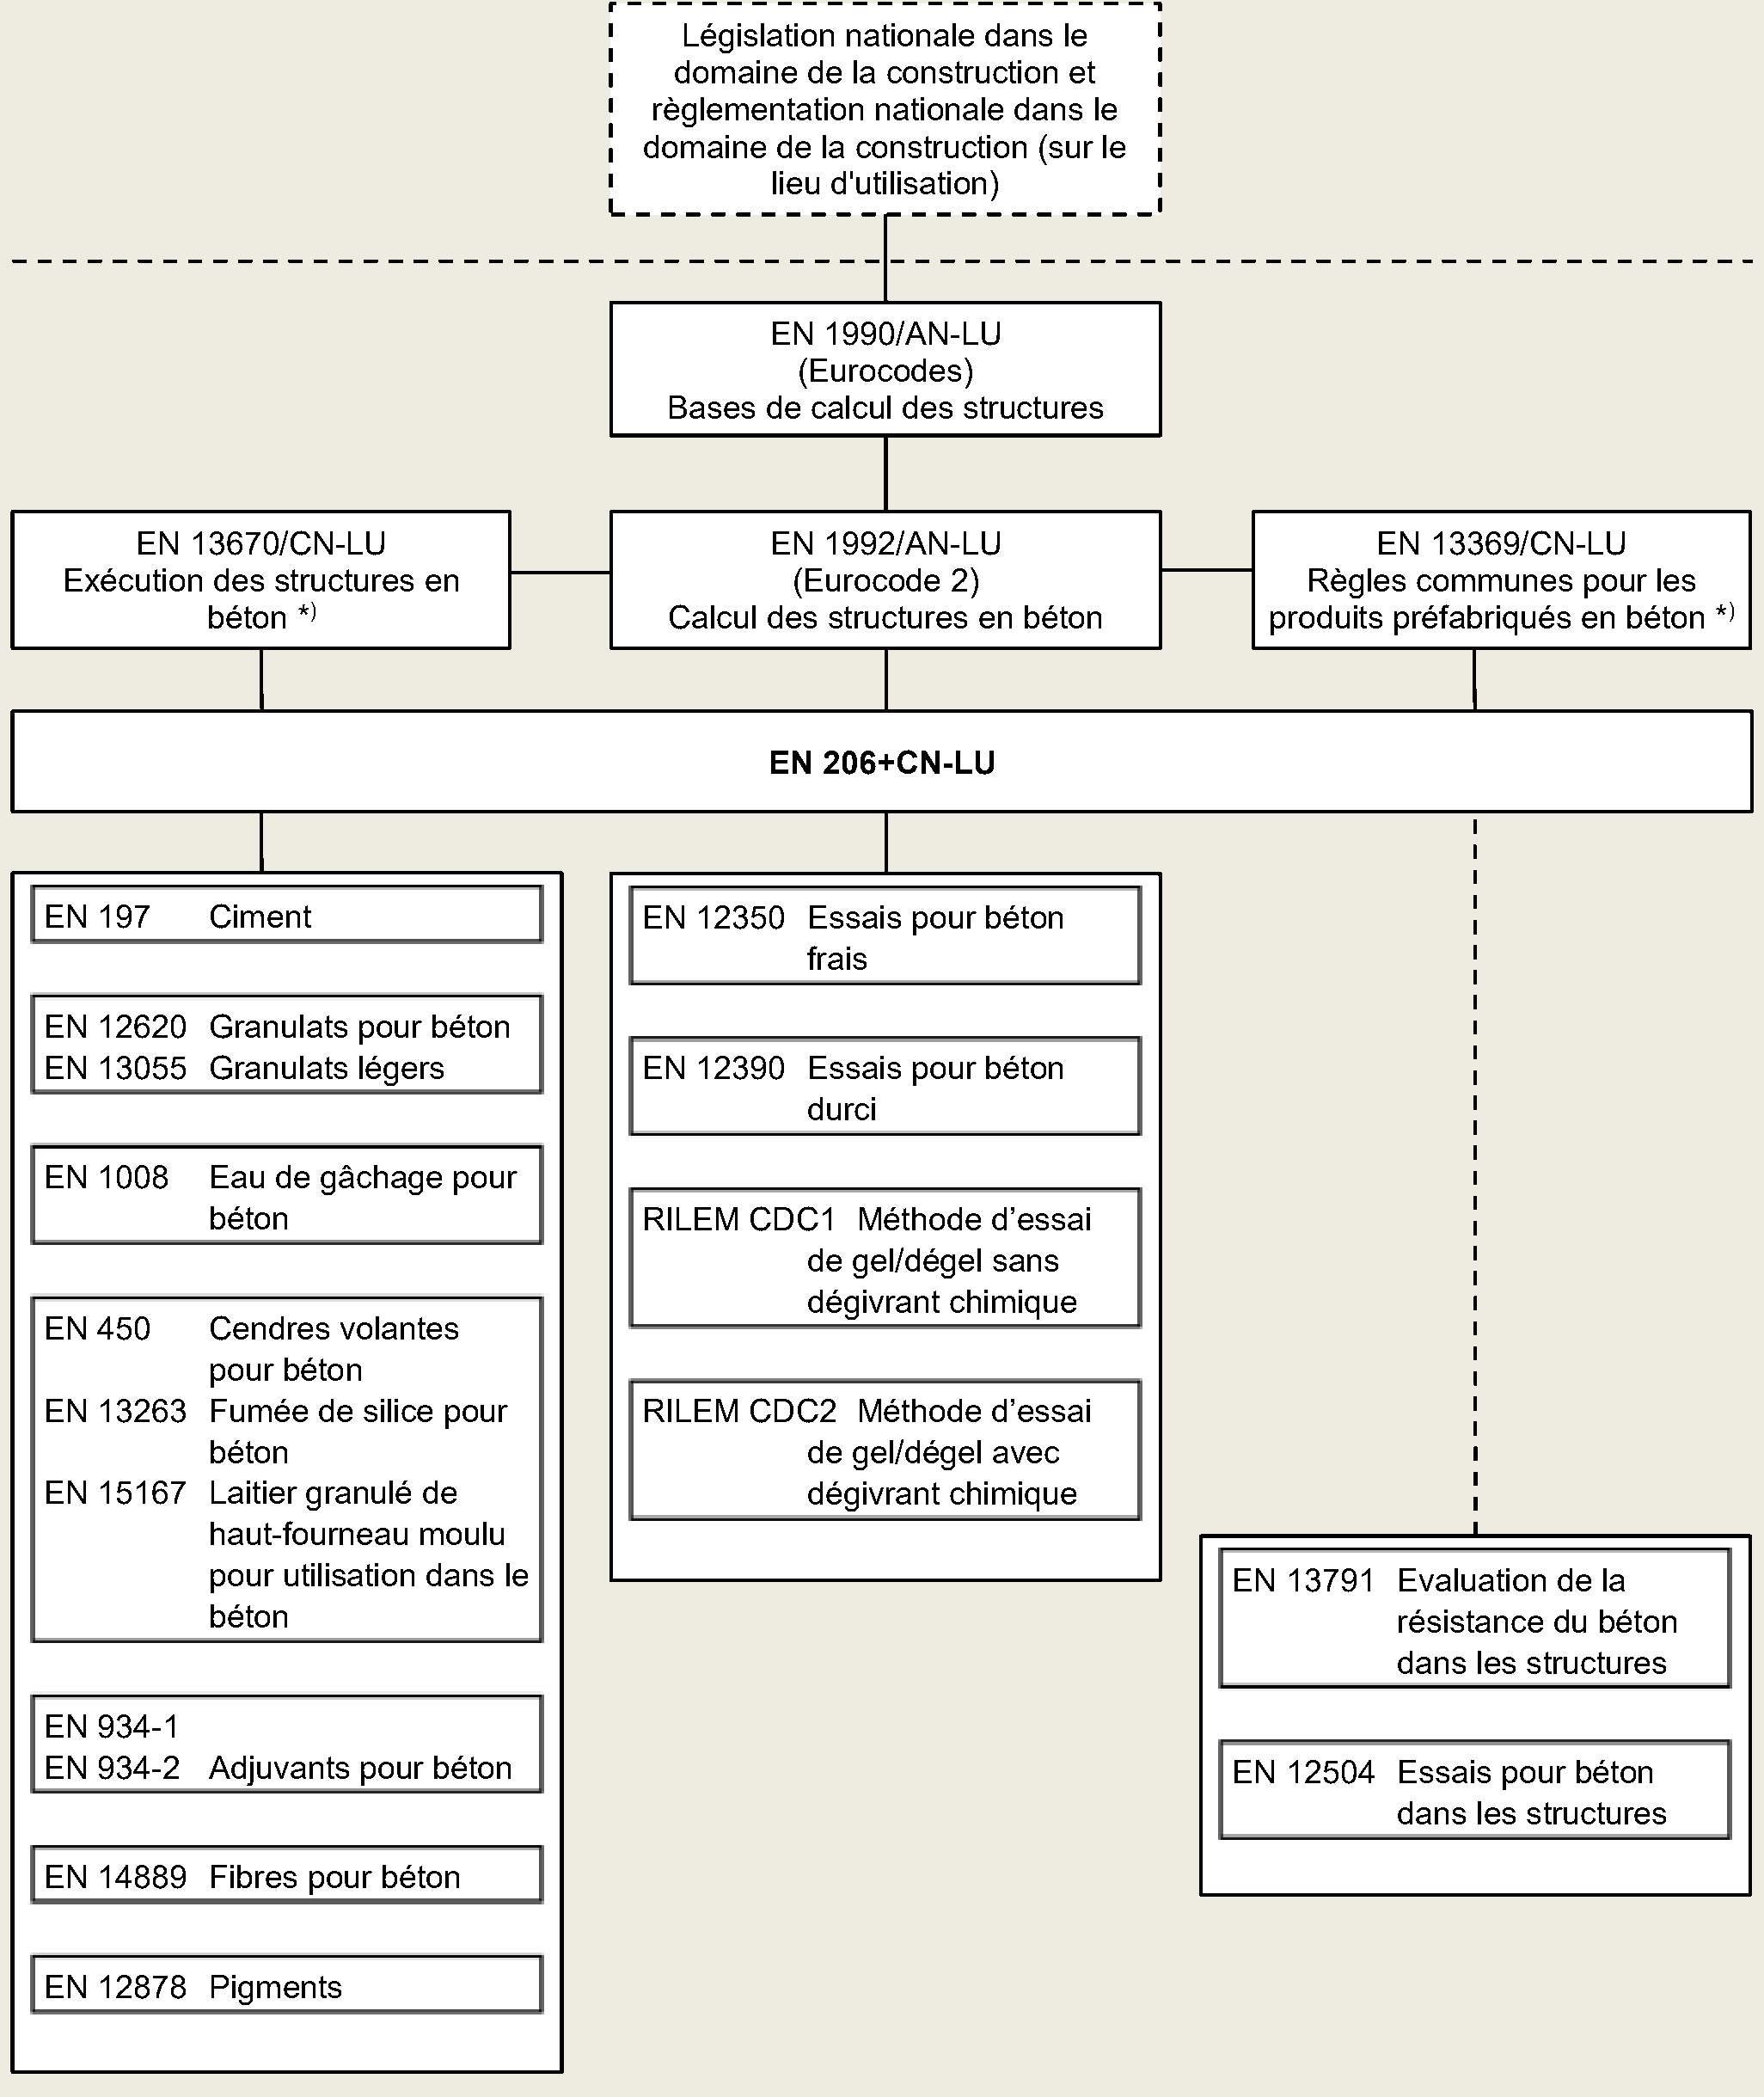 Législation nationale dans le
domaine de la construction et
règlementation nationale dans le
domaine de la construction (sur le
lieu d'utilisation)
EN 1990/AN-LU
(Eurocodes)
Bases de calcul des structures
EN 13670/CN-LU
Exécution des structures en
béton *)
EN 1992/AN-LU
(Eurocode 2)
Calcul des structures en béton
EN 13369/CN-LU
Règles communes pour les
produits préfabriqués en béton *)
EN 206+CN-LU
EN 197 Ciment
EN 12620 Granulats pour béton
EN 13055 Granulats légers
EN 1008 Eau de gâchage pour
béton
EN 450 Cendres volantes
pour béton
EN 13263 Fumée de silice pour
béton
EN 15167 Laitier granulé de
haut-fourneau moulu
pour utilisation dans le
béton
EN 934-1
EN 934-2 Adjuvants pour béton
EN 14889 Fibres pour béton
EN 12878 Pigments
EN 12350 Essais pour béton
frais
EN 12390 Essais pour béton
durci
RILEM CDC1 Méthode d’essai
de gel/dégel sans
dégivrant chimique
RILEM CDC2 Méthode d’essai
de gel/dégel avec
dégivrant chimique
EN 13791 Evaluation de la
résistance du béton
dans les structures
EN 12504 Essais pour béton
dans les structures